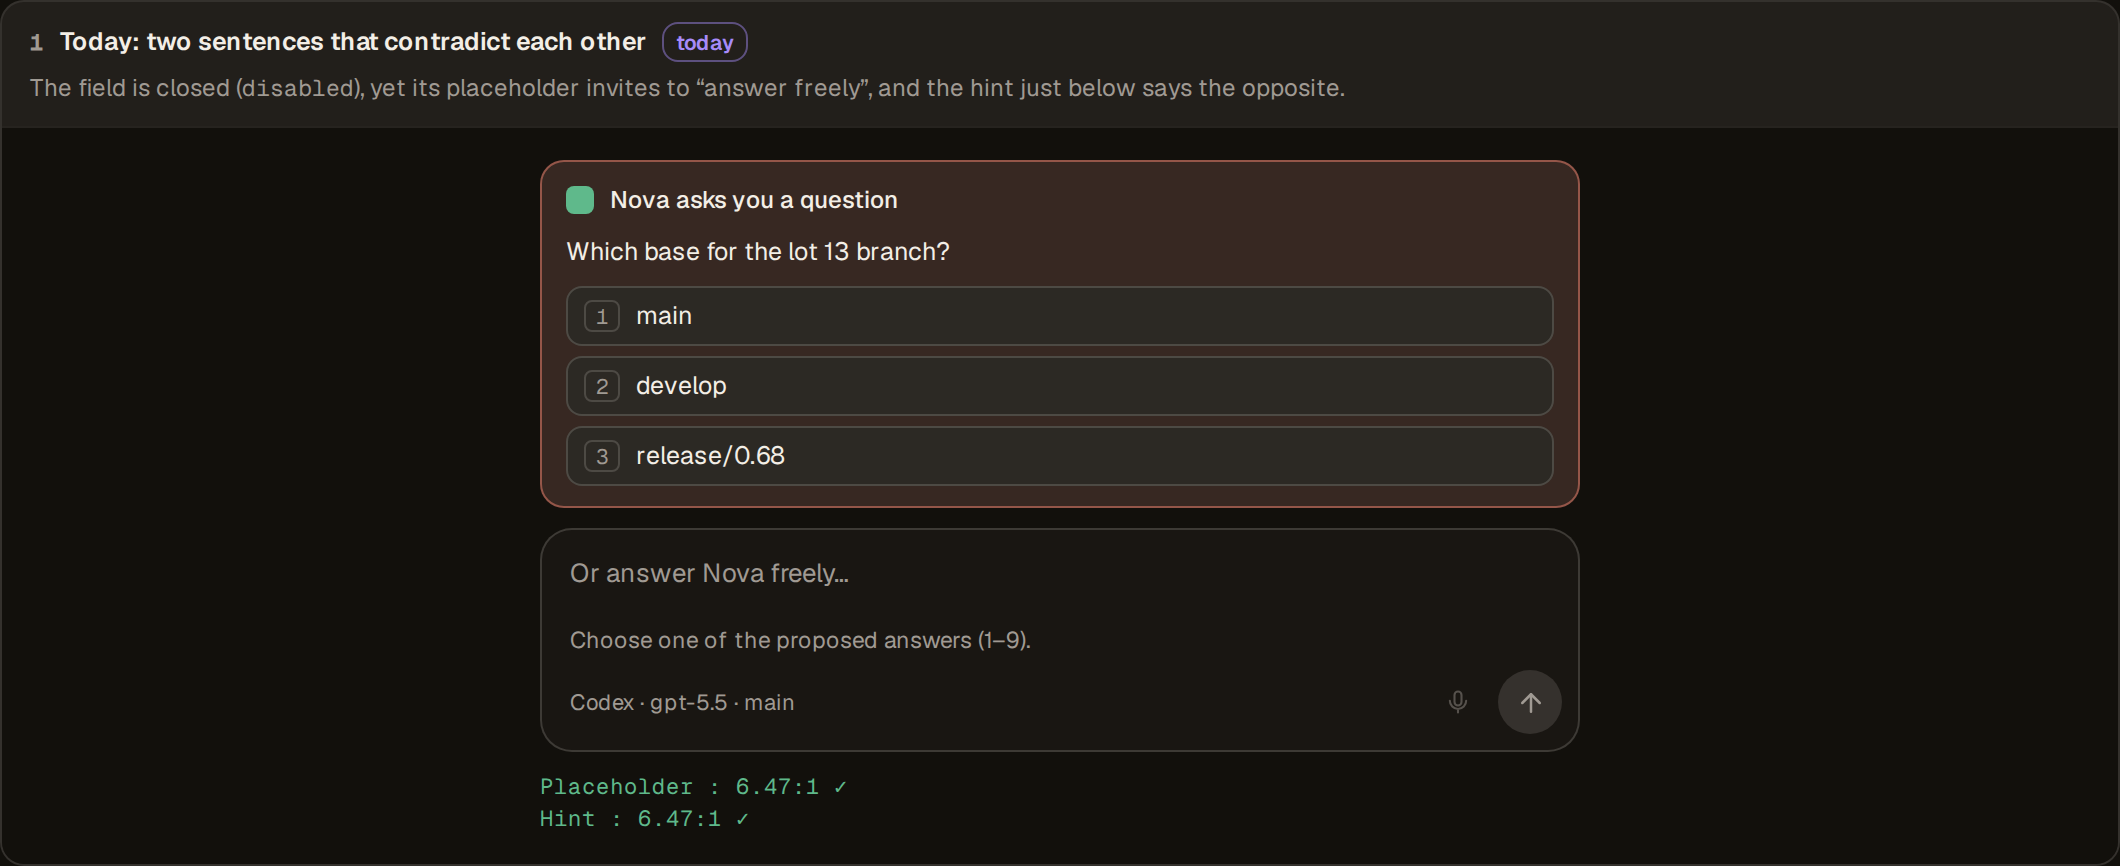 1 Today: two sentences that contradict each other today
The field is closed (disabled), yet its placeholder invites to “answer freely”, and the hint just below says the opposite.
Nova asks you a question
Which base for the lot 13 branch?
1 main
2 develop
3 release/0.68
Or answer Nova freely…
Choose one of the proposed answers (1–9).
Codex · gpt-5.5 · main
Placeholder : 6.47:1 ✓
Hint : 6.47:1 ✓